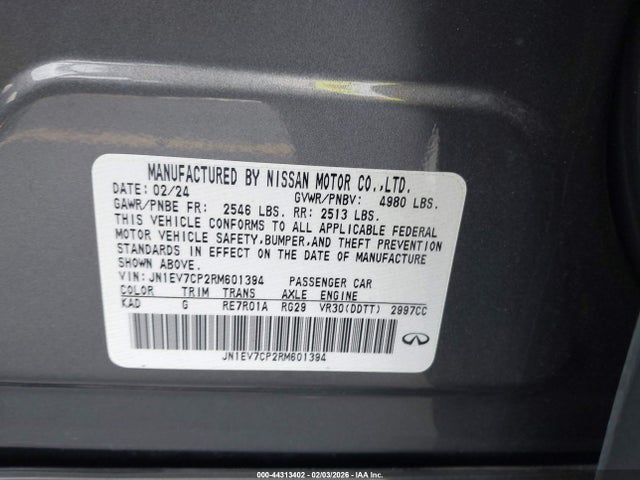 MANUFACTURED BY NISSAN MOTOR CO.,LTD.
DATE: 02/24 GVWR/PNBV: 4980 LBS.
GAWR/PNBE FR: 2546 LBS. RR: 2513 LBS.
THIS VEHICLE CONFORMS TO ALL APPLICABLE FEDERAL
MOTOR VEHICLE SAFETY,BUMPER,AND THEFT PREVENTION
STANDARDS IN EFFECT ON THE DATE OF MANUFACTURE
SHOWN ABOVE.
VIN: JN1EV7CP2RM601394 PASSENGER CAR
COLOR TRIM TRANS AXLE ENGINE
KAD G RE7R01A RG29 VR30(DDTT) 2997CC
JN1EV7CP2RM601394
INFINITI
000-44313402 - 02/03/2026 - IAAI.COM